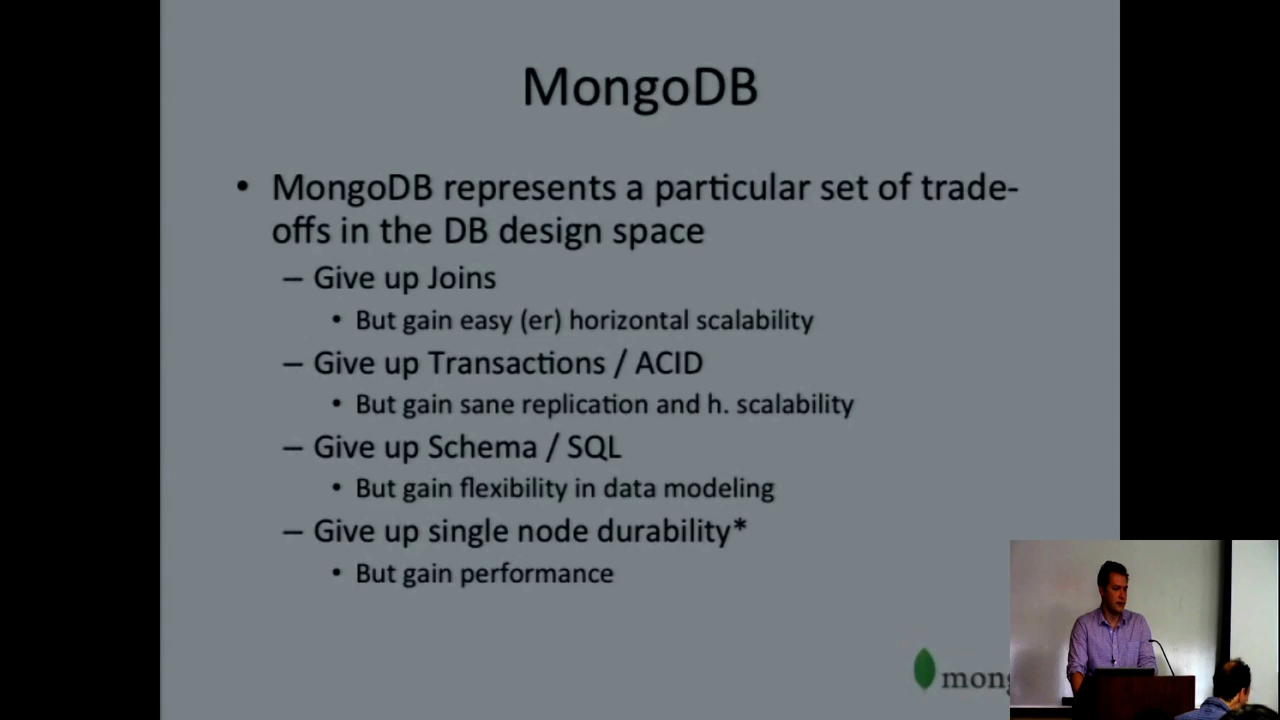 MongoDB
• MongoDB represents a particular set of trade-
offs in the DB design space
– Give up Joins
• But gain easy (er) horizontal scalability
– Give up Transactions / ACID
• But gain sane replication and h. scalability
– Give up Schema / SQL
• But gain flexibility in data modeling
– Give up single node durability*
• But gain performance
mong